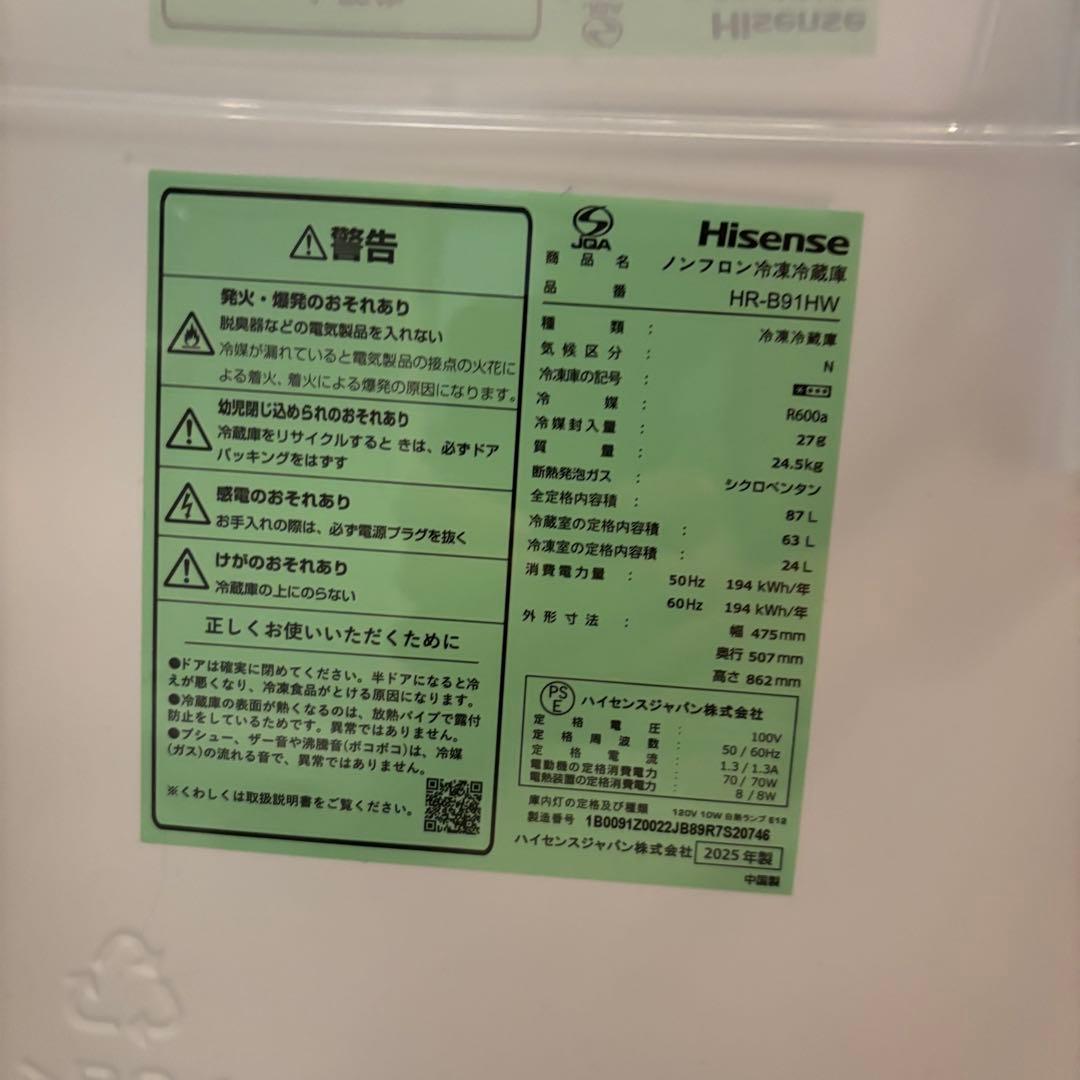 Hisense
警告
発火・爆発のおそれあり
脱臭器などの電気製品を入れない
冷媒が漏れていると電気製品の接点の火花に
よる着火、着火による爆発の原因になります。
幼児閉じ込められのおそれあり
冷蔵庫をリサイクルすると きは、必ずドア
パッキングをはずす
感電のおそれあり
お手入れの際は、必ず電源プラグを抜く
けがのおそれあり
冷蔵庫の上にのらない
正しくお使いいただくために
●ドアは確実に閉めてください。半ドアになると冷
えが悪くなり、冷凍食品がとける原因になります。
●冷蔵庫の表面が熱くなるのは、放熱パイプで露付
防止をしているためです。異常ではありません。
●プシュー、ザー音や沸騰音(ボコボコ)は、冷媒
(ガス)の流れる音で、異常ではありません。
※くわしくは取扱説明書をご覧ください。
JQA
Hisense
商品名 ノンフロン冷凍冷蔵庫
品番 HR-B91HW
種類 : 冷凍冷蔵庫
気候区分 : N
冷凍庫の記号 :
冷媒 : R600a
冷媒封入量 : 27g
質量 : 24.5kg
断熱発泡ガス : シクロペンタン
全定格内容積 : 87 L
冷蔵室の定格内容積 : 63 L
冷凍室の定格内容積 : 24 L
消費電力量 : 50Hz 194 kWh/年
60Hz 194 kWh/年
外形寸法 : 幅 475mm
奥行 507mm
高さ 862mm
PS E ハイセンスジャパン株式会社
定格電圧 : 100V
定格周波数 : 50 / 60Hz
定格電流 : 1.3 / 1.3A
電動機の定格消費電力 : 70 / 70W
電熱装置の定格消費電力 : 8 / 8W
庫内灯の定格及び種類 120V 10W 白熱ランプ E12
製造番号 1B0091Z0022JB89R7S20746
ハイセンスジャパン株式会社 2025年製
中国製